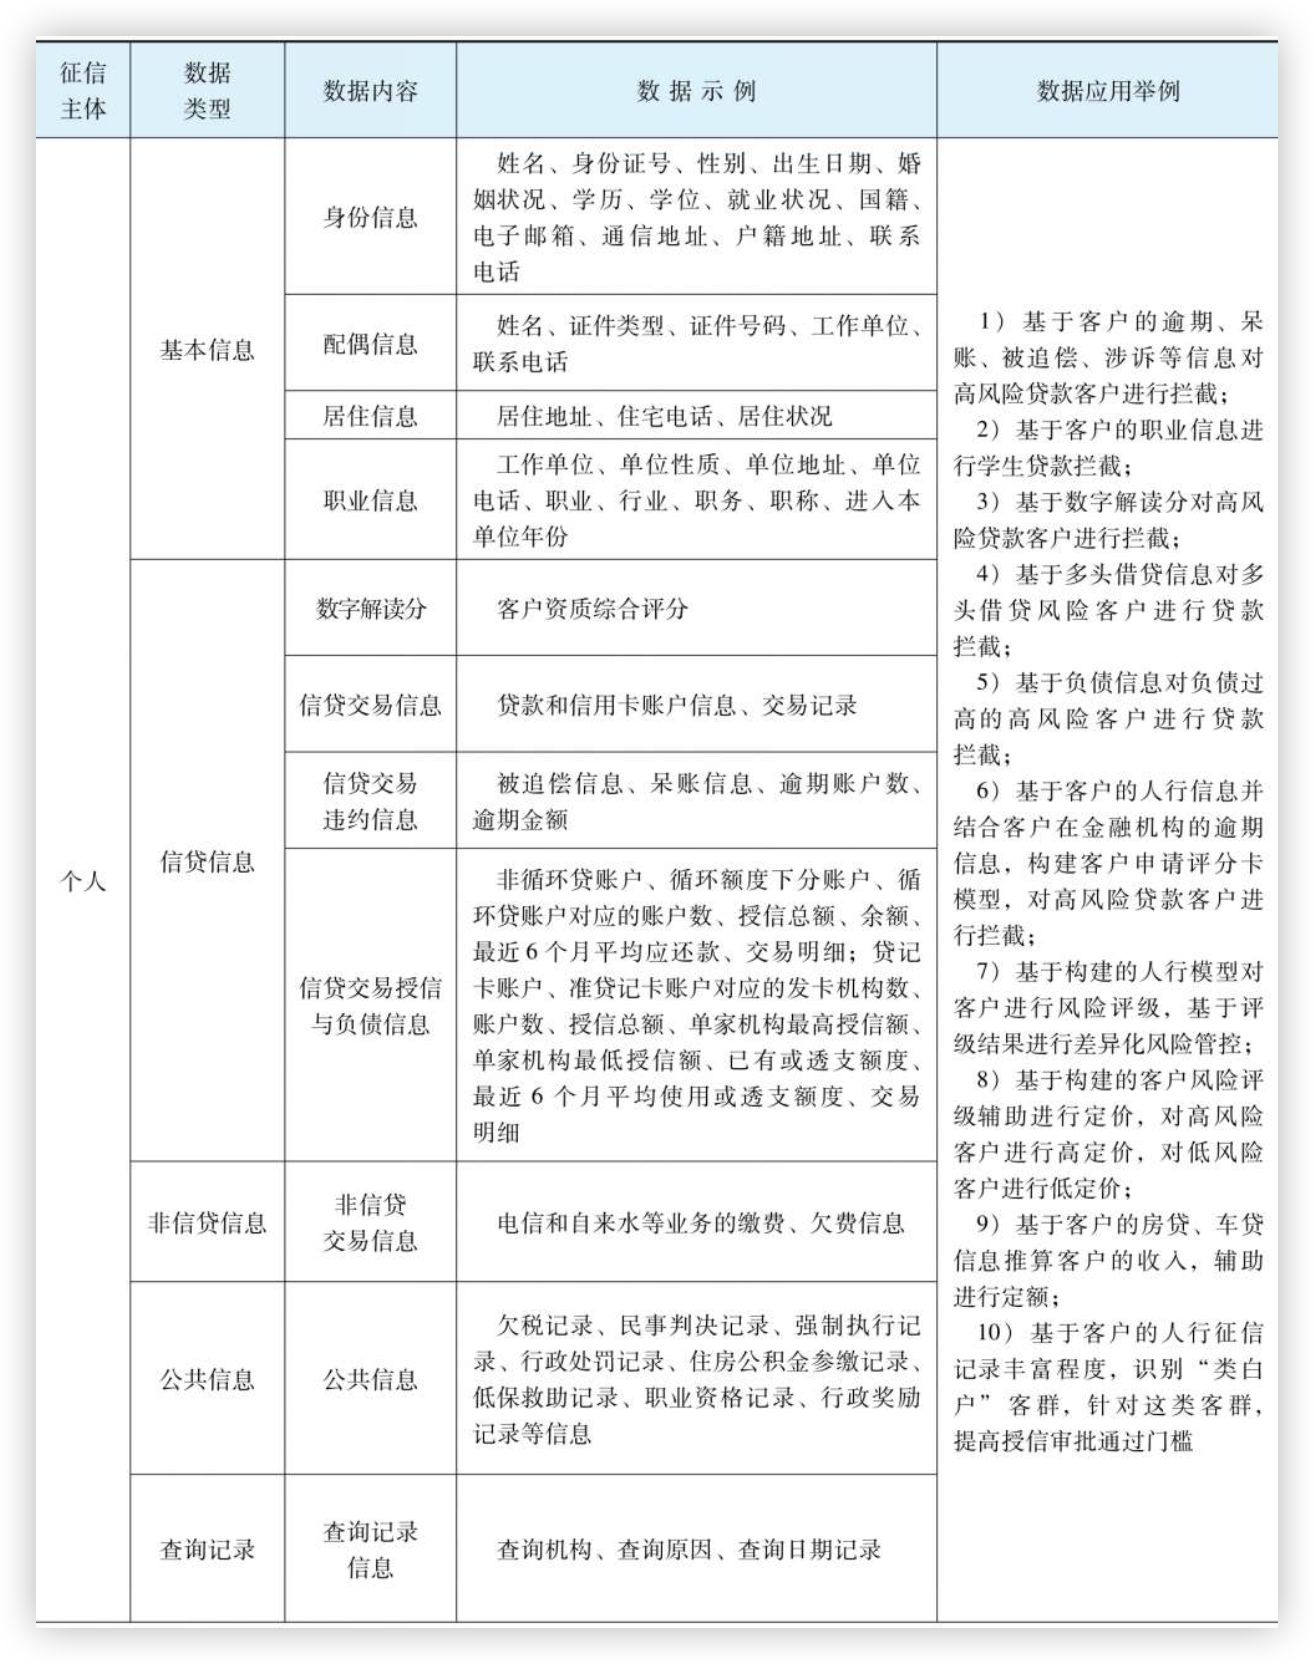 征信
主体
数据
类型
数据内容
数据示例
数据应用举例
个人
基本信息
身份信息
姓名、身份证号、性别、出生日期、婚
姻状况、学历、学位、就业状况、国籍、
电子邮箱、通信地址、户籍地址、联系
电话
配偶信息
姓名、证件类型、证件号码、工作单位、
联系电话
居住信息
居住地址、住宅电话、居住状况
职业信息
工作单位、单位性质、单位地址、单位
电话、职业、行业、职务、职称、进入本
单位年份
信贷信息
数字解读分
客户资质综合评分
信贷交易信息
贷款和信用卡账户信息、交易记录
信贷交易
违约信息
被追偿信息、呆账信息、逾期账户数、
逾期金额
信贷交易授信
与负债信息
非循环贷账户、循环额度下分账户、循
环贷账户对应的账户数、授信总额、余额、
最近6个月平均应还款、交易明细；贷记
卡账户、准贷记卡账户对应的发卡机构数、
账户数、授信总额、单家机构最高授信额、
单家机构最低授信额、已有或透支额度、
最近6个月平均使用或透支额度、交易
明细
非信贷信息
非信贷
交易信息
电信和自来水等业务的缴费、欠费信息
公共信息
公共信息
欠税记录、民事判决记录、强制执行记
录、行政处罚记录、住房公积金参缴记录、
低保救助记录、职业资格记录、行政奖励
记录等信息
查询记录
查询记录
信息
查询机构、查询原因、查询日期记录
1）基于客户的逾期、呆
账、被追偿、涉诉等信息对
高风险贷款客户进行拦截；
2）基于客户的职业信息进
行学生贷款拦截；
3）基于数字解读分对高风
险贷款客户进行拦截；
4）基于多头借贷信息对多
头借贷风险客户进行贷款
拦截；
5）基于负债信息对负债过
高的高风险客户进行贷款
拦截；
6）基于客户的人行信息并
结合客户在金融机构的逾期
信息，构建客户申请评分卡
模型，对高风险贷款客户进
行拦截；
7）基于构建的人行模型对
客户进行风险评级，基于评
级结果进行差异化风险管控；
8）基于构建的客户风险评
级辅助进行定价，对高风险
客户进行高定价，对低风险
客户进行低定价；
9）基于客户的房贷、车贷
信息推算客户的收入，辅助
进行定额；
10）基于客户的人行征信
记录丰富程度，识别“类白
户”客群，针对这类客群，
提高授信审批通过门槛